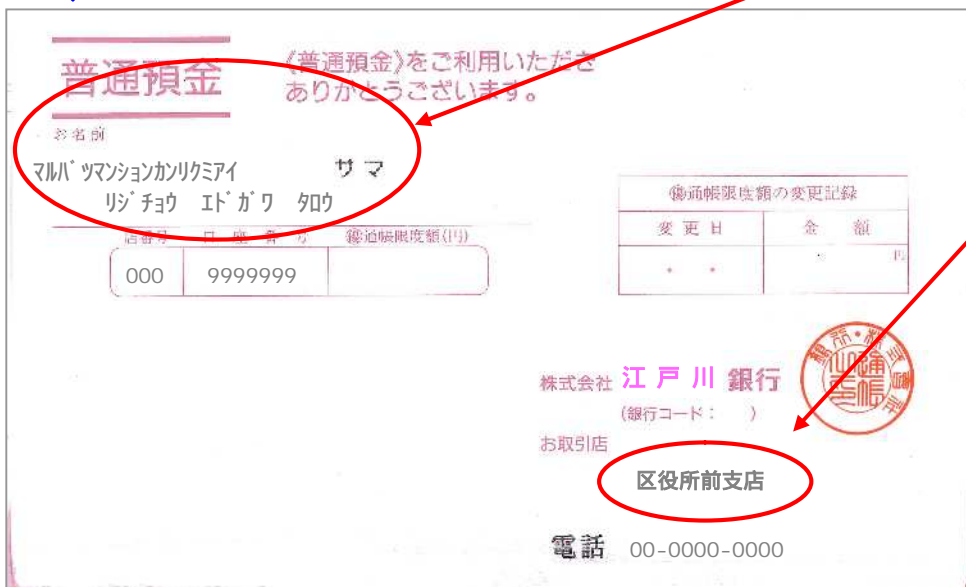 普通預金
《普通預金》をご利用いただき
ありがとうございます。
お名前
マルバツマンションカンリクミアイ サマ
リジチョウ エドガワ タロウ
店番号 口座番号 ㊝通帳限度額(円)
000 9999999
㊝通帳限度額の変更記録
変更日 金額
・ ・ 円
株式会社 江戸川 銀行
(銀行コード: )
お取引店
区役所前支店
電話 00-0000-0000